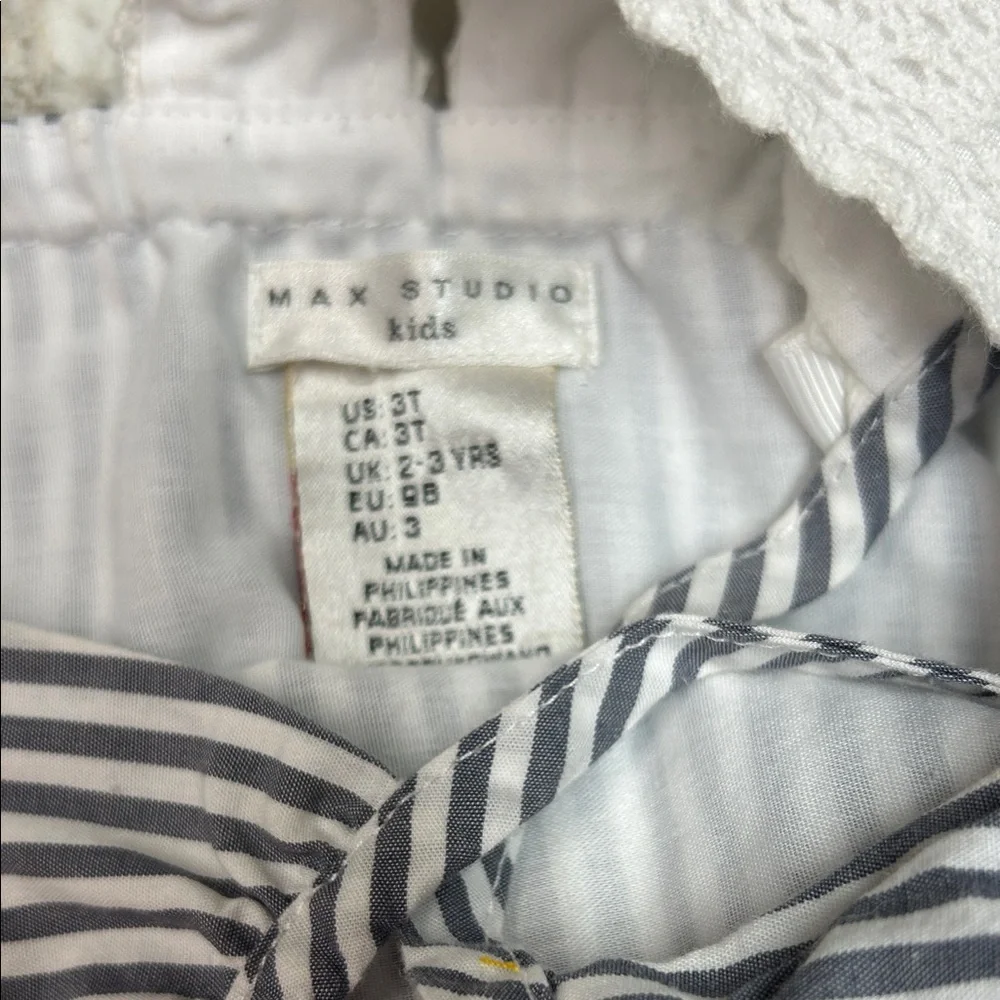 MAX STUDIO
kids
US: 3T
CA: 3T
UK: 2-3 YRS
EU: 98
AU: 3
MADE IN
PHILIPPINES
FABRIQUÉ AUX
PHILIPPINES